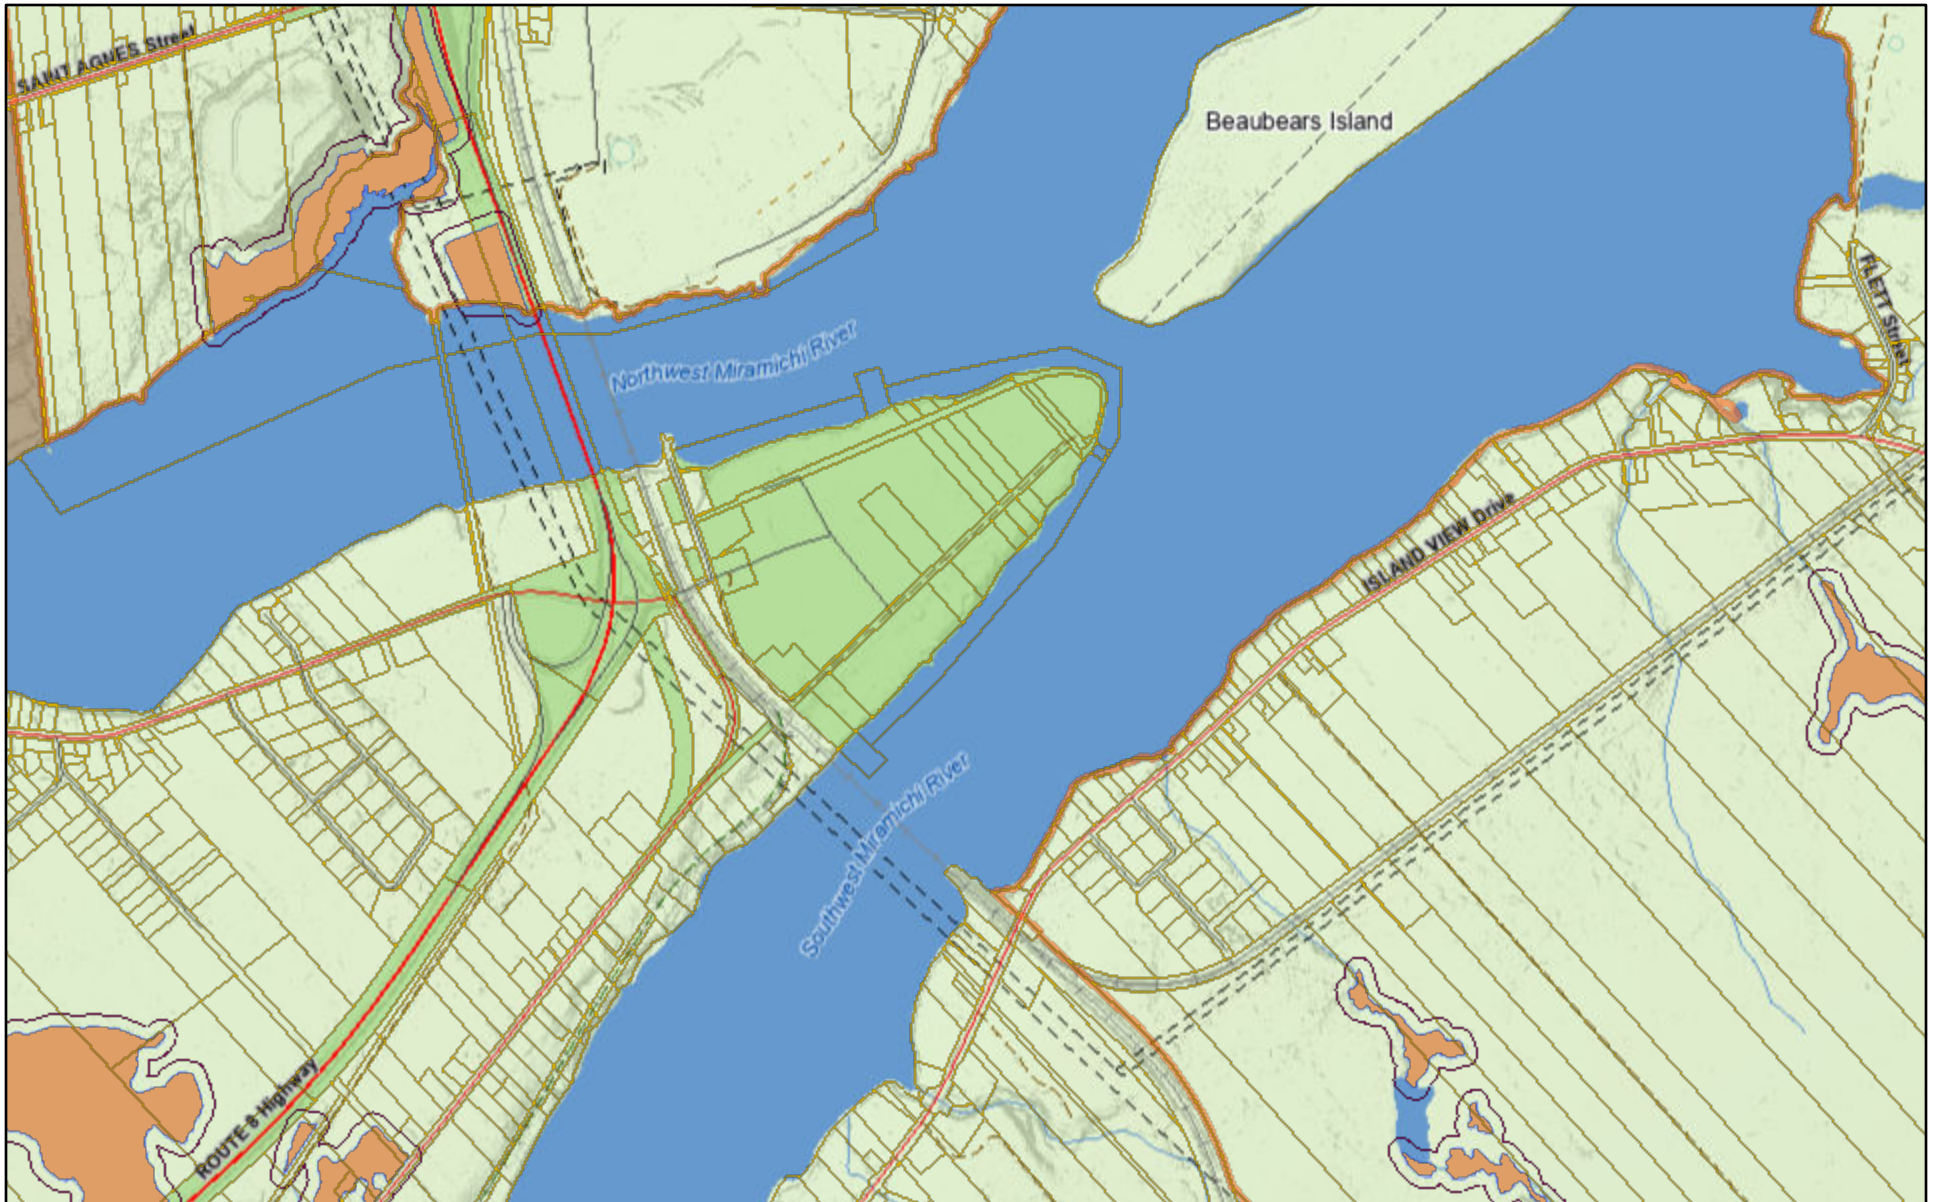 SAINT AGNES Street
Beaubears Island
FLETT Street
Northwest Miramichi River
ISLAND VIEW Drive
Southwest Miramichi River
ROUTE 8 Highway